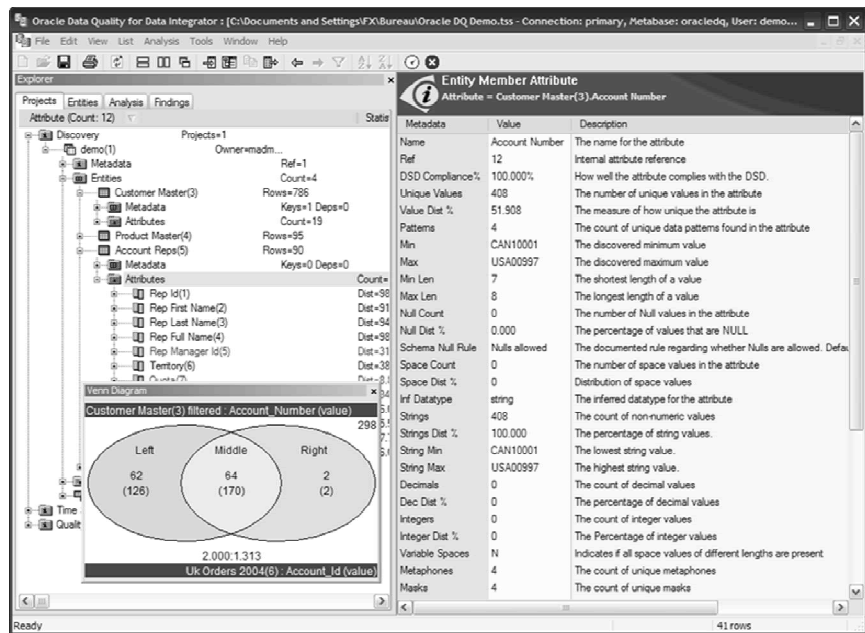 Oracle Data Quality for Data Integrator : [C:\Documents and Settings\FX\Bureau\Oracle DQ Demo.tss - Connection: primary, Metabase: oracledq, User: demo...
File Edit View List Analysis Tools Window Help
Explorer
Projects Entities Analysis Findings
Attribute (Count: 12) Statis
Discovery Projects=1
demo(1) Owner=madm...
Metadata Ref=1
Entities Count=4
Customer Master(3) Rows=786
Metadata Keys=1 Deps=0
Attributes Count=19
Product Master(4) Rows=95
Account Reps(5) Rows=90
Metadata Keys=0 Deps=0
Attributes Count=
Rep Id(1) Dist=98
Rep First Name(2) Dist=91
Rep Last Name(3) Dist=94
Rep Full Name(4) Dist=98
Rep Manager Id(5) Dist=31
Territory(6) Dist=38
Time
Qualit
Venn Diagram
Customer Master(3) filtered : Account_Number (value)
298
Left Middle Right
62 64 2
(126) (170) (2)
2.000:1.313
Uk Orders 2004(6) : Account_Id (value)
Entity Member Attribute
Attribute = Customer Master(3).Account Number
Metadata Value Description
Name Account Number The name for the attribute
Ref 12 Internal attribute reference
DSD Compliance% 100.000% How well the attribute complies with the DSD.
Unique Values 408 The number of unique values in the attribute
Value Dist % 51.908 The measure of how unique the attribute is
Patterns 4 The count of unique data patterns found in the attribute
Min CAN10001 The discovered minimum value
Max USA00997 The discovered maximum value
Min Len 7 The shortest length of a value
Max Len 8 The longest length of a value
Null Count 0 The number of Null values in the attribute
Null Dist % 0.000 The percentage of values that are NULL
Schema Null Rule Nulls allowed The documented rule regarding whether Nulls are allowed. Defau
Space Count 0 The number of space values in the attribute
Space Dist % 0 Distribution of space values
Inf Datatype string The inferred datatype for the attribute
Strings 408 The count of non-numeric values
Strings Dist % 100.000 The percentage of string values.
String Min CAN10001 The lowest string value.
String Max USA00997 The highest string value.
Decimals 0 The count of decimal values
Dec Dist % 0 The percentage of decimal values
Integers 0 The count of integer values
Integer Dist % 0 The Percentage of integer values
Variable Spaces N Indicates if all space values of different lengths are present
Metaphones 4 The count of unique metaphones
Masks 4 The count of unique masks
Ready 41 rows